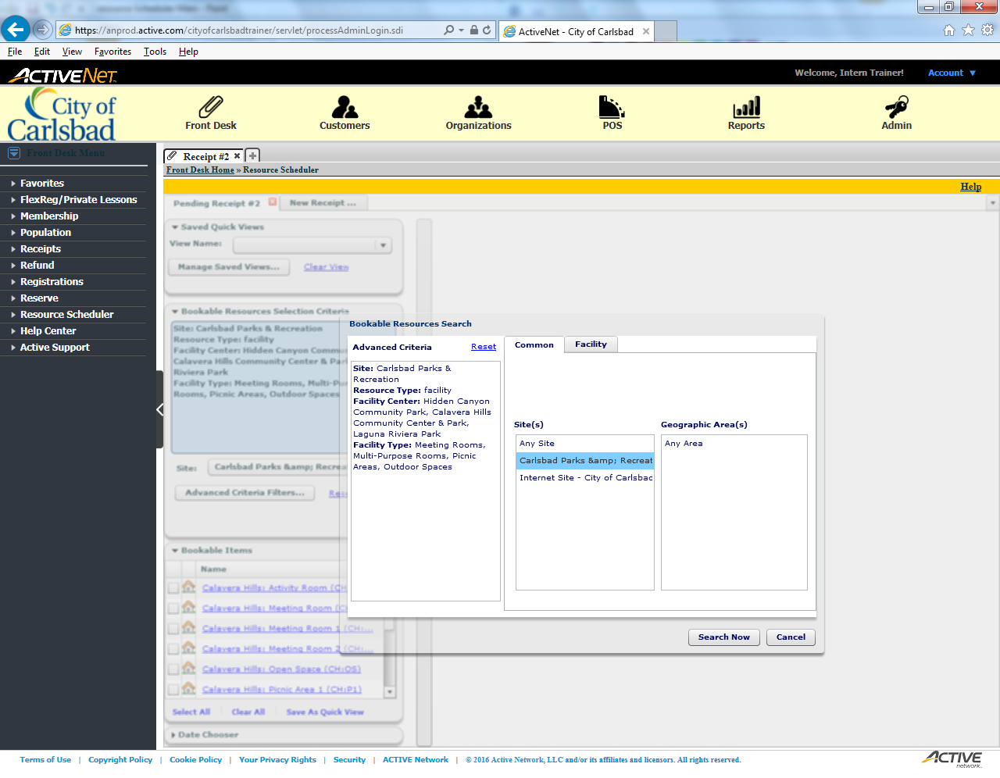 https://anprod.active.com/cityofcarlsbadtrainer/servlet/processAdminLogin.sdi
ActiveNet - City of Carlsbad
File Edit View Favorites Tools Help
ACTIVENET
Welcome, Intern Trainer!
Account
City of
Carlsbad
Front Desk
Customers
Organizations
POS
Reports
Admin
Front Desk Menu
Favorites
FlexReg/Private Lessons
Membership
Population
Receipts
Refund
Registrations
Reserve
Resource Scheduler
Help Center
Active Support
Receipt #2
Front Desk Home » Resource Scheduler
Help
Pending Receipt #2
New Receipt ...
Saved Quick Views
View Name:
Manage Saved Views...
Clear View
Bookable Resources Selection Criteria
Site: Carlsbad Parks & Recreation
Resource Type: facility
Facility Center: Hidden Canyon Commu
Calavera Hills Community Center & Par
Riviera Park
Facility Type: Meeting Rooms, Multi-Pu
Rooms, Picnic Areas, Outdoor Spaces
Site:
Carlsbad Parks &amp; Recrea
Advanced Criteria Filters...
Bookable Items
Name
Calavera Hills: Activity Room (CH
Calavera Hills: Meeting Room (C
Calavera Hills: Meeting Room 1 (CH:...
Calavera Hills: Meeting Room 2 (CH:...
Calavera Hills: Open Space (CH:OS)
Calavera Hills: Picnic Area 1 (CH:P1)
Select All
Clear All
Save As Quick View
Date Chooser
Bookable Resources Search
Advanced Criteria
Reset
Site: Carlsbad Parks &
Recreation
Resource Type: facility
Facility Center: Hidden Canyon
Community Park, Calavera Hills
Community Center & Park,
Laguna Riviera Park
Facility Type: Meeting Rooms,
Multi-Purpose Rooms, Picnic
Areas, Outdoor Spaces
Common
Facility
Site(s)
Any Site
Carlsbad Parks &amp; Recreat
Internet Site - City of Carlsbad
Geographic Area(s)
Any Area
Search Now
Cancel
Terms of Use | Copyright Policy | Cookie Policy | Your Privacy Rights | Security | ACTIVE Network | © 2016 Active Network, LLC and/or its affiliates and licensors. All rights reserved.
ACTIVE
network